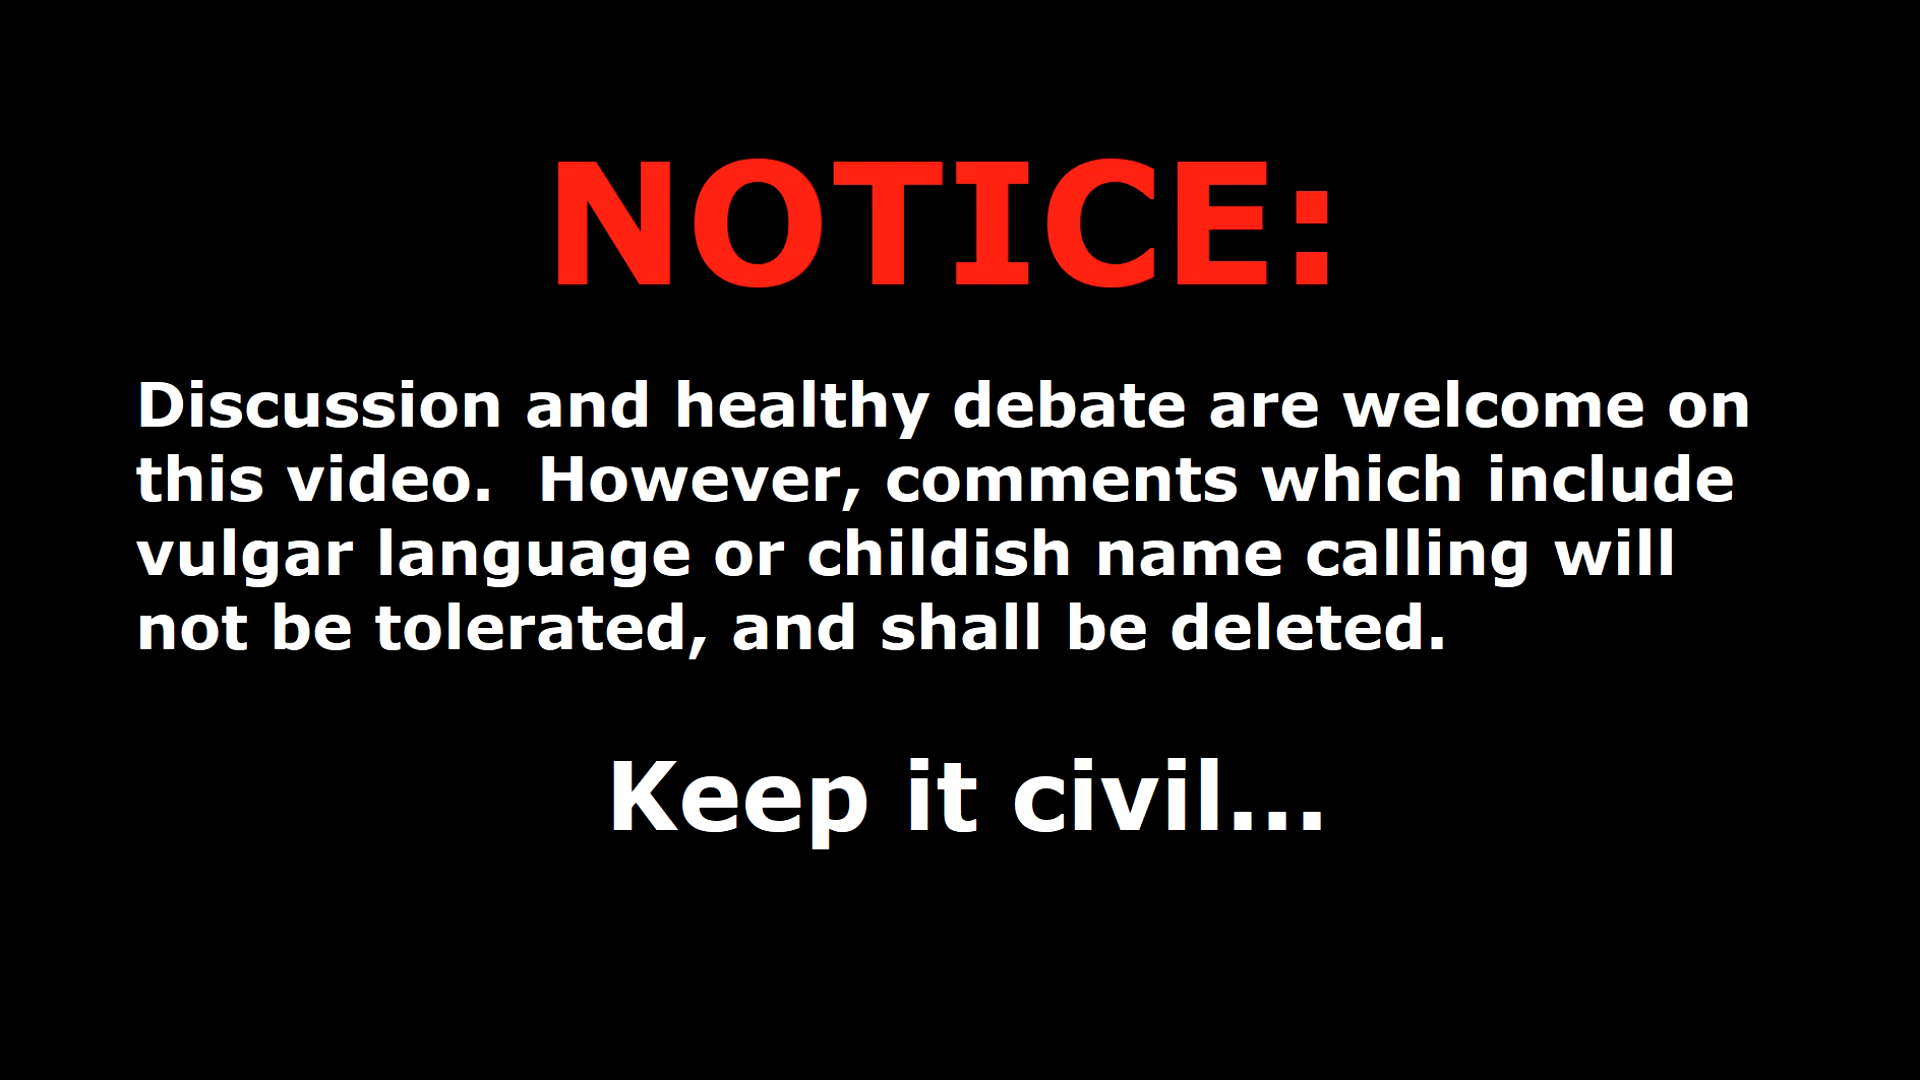 NOTICE:
Discussion and healthy debate are welcome on
this video.  However, comments which include
vulgar language or childish name calling will
not be tolerated, and shall be deleted.
Keep it civil...